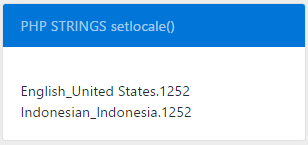 PHP STRINGS setlocale()
English_United States.1252
Indonesian_Indonesia.1252